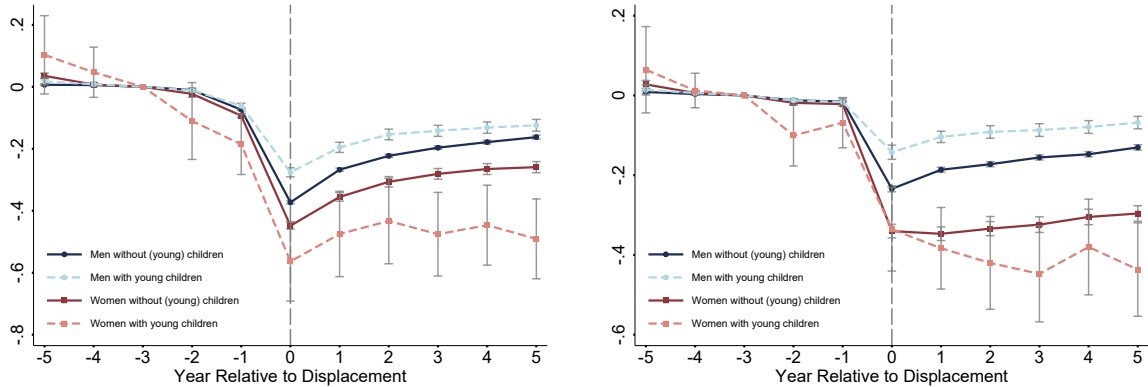 .2
0
-.2
-.4
-.6
-.8
Men without (young) children
Men with young children
Women without (young) children
Women with young children
-5 -4 -3 -2 -1 0 1 2 3 4 5
Year Relative to Displacement
.2
0
-.2
-.4
-.6
Men without (young) children
Men with young children
Women without (young) children
Women with young children
-5 -4 -3 -2 -1 0 1 2 3 4 5
Year Relative to Displacement